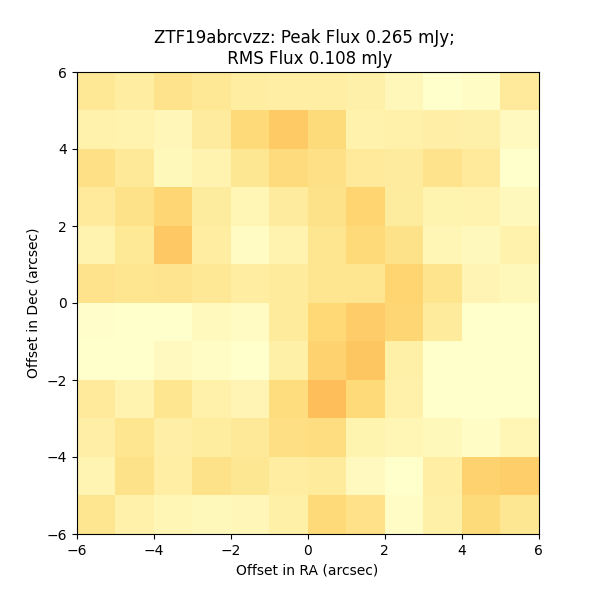 ZTF19abrcvzz: Peak Flux 0.265 mJy;
RMS Flux 0.108 mJy
6
4
2
0
−2
−4
−6
Offset in Dec (arcsec)
−6 −4 −2 0 2 4 6
Offset in RA (arcsec)